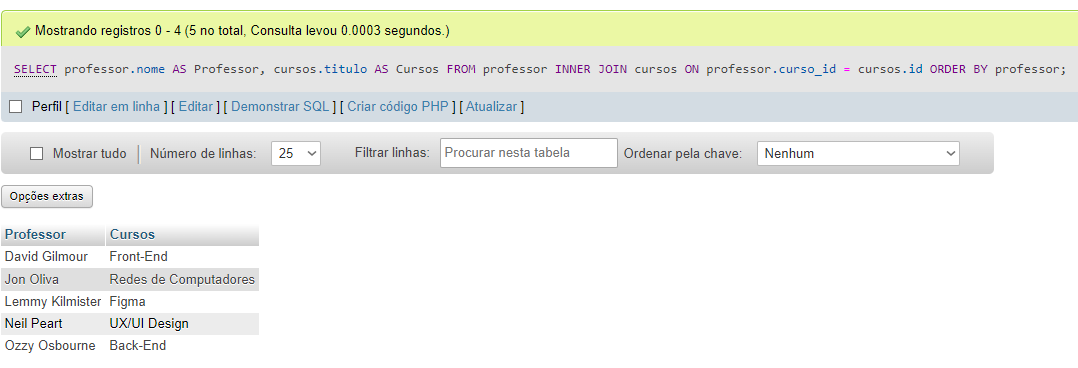 Mostrando registros 0 - 4 (5 no total, Consulta levou 0.0003 segundos.)
SELECT professor.nome AS Professor, cursos.titulo AS Cursos FROM professor INNER JOIN cursos ON professor.curso_id = cursos.id ORDER BY professor;
Perfil [ Editar em linha ] [ Editar ] [ Demonstrar SQL ] [ Criar código PHP ] [ Atualizar ]
Mostrar tudo | Número de linhas: 25 Filtrar linhas: Procurar nesta tabela Ordenar pela chave: Nenhum
Opções extras
Professor Cursos
David Gilmour Front-End
Jon Oliva Redes de Computadores
Lemmy Kilmister Figma
Neil Peart UX/UI Design
Ozzy Osbourne Back-End